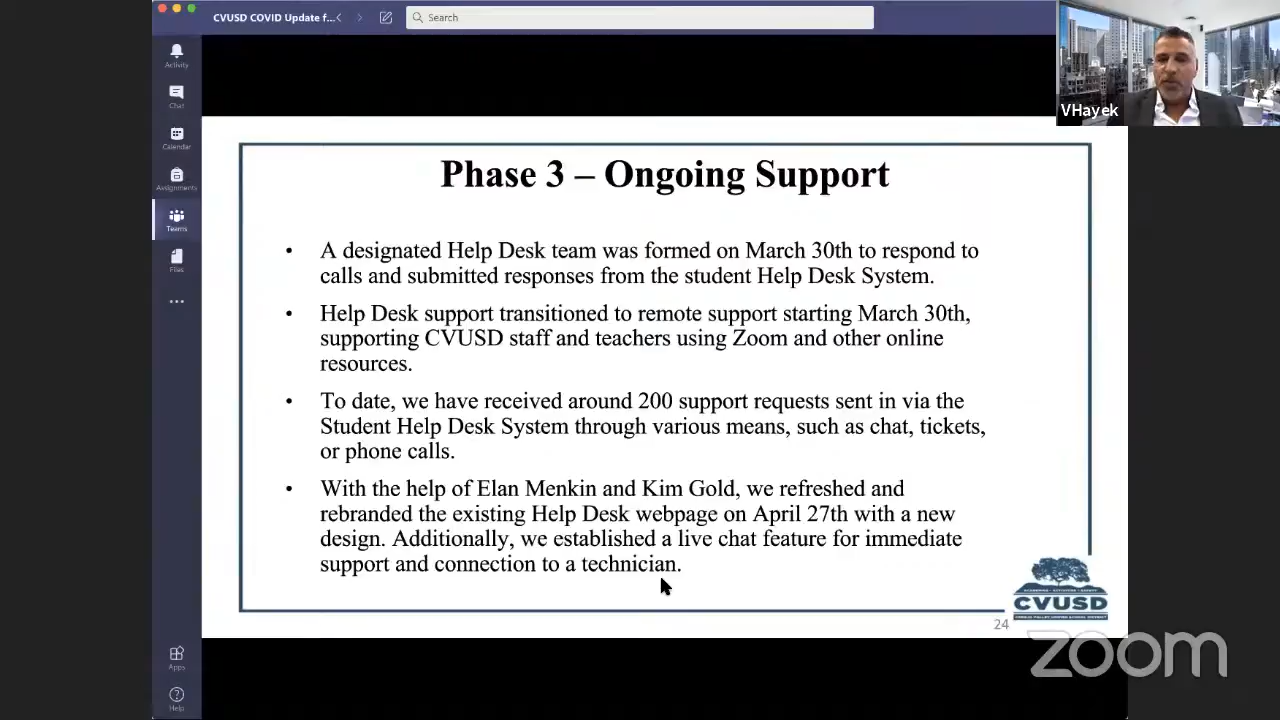 CVUSD COVID Update f...
Search
Activity
Chat
Calendar
Assignments
Teams
Files
Apps
Help
VHayek
Phase 3 – Ongoing Support
• A designated Help Desk team was formed on March 30th to respond to
calls and submitted responses from the student Help Desk System.
• Help Desk support transitioned to remote support starting March 30th,
supporting CVUSD staff and teachers using Zoom and other online
resources.
• To date, we have received around 200 support requests sent in via the
Student Help Desk System through various means, such as chat, tickets,
or phone calls.
• With the help of Elan Menkin and Kim Gold, we refreshed and
rebranded the existing Help Desk webpage on April 27th with a new
design. Additionally, we established a live chat feature for immediate
support and connection to a technician.
CVUSD
24
zoom